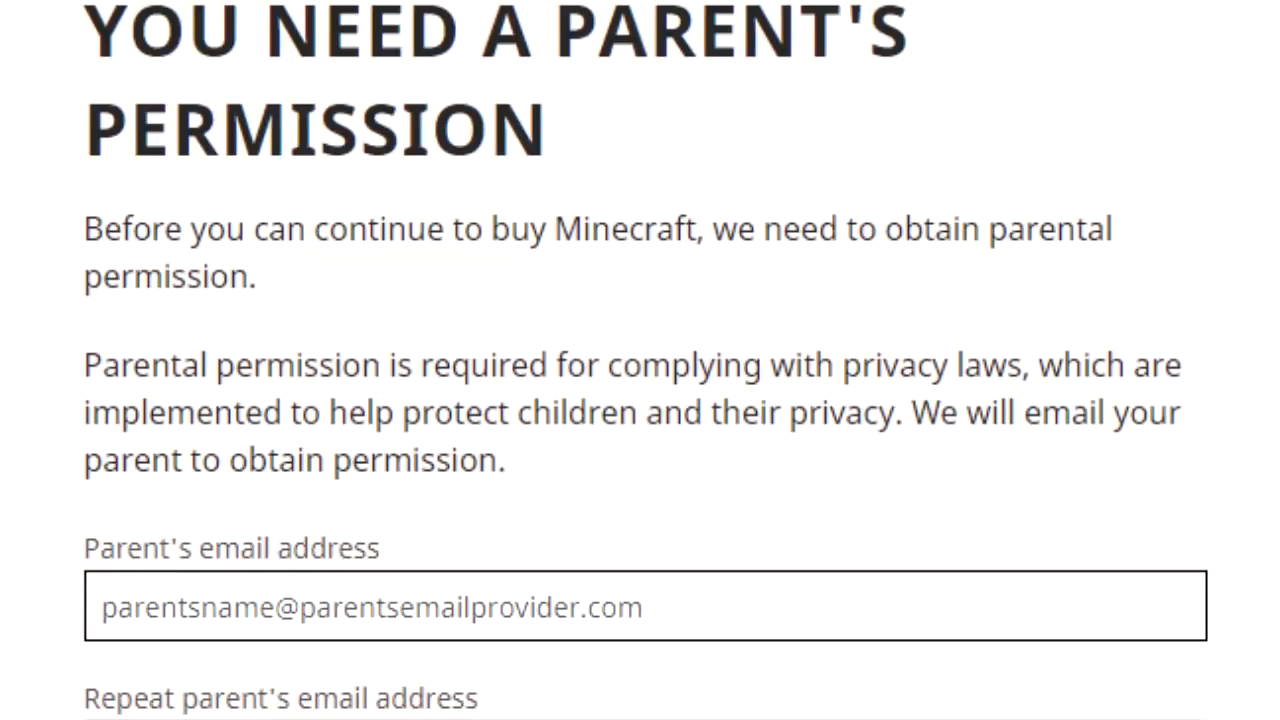 YOU NEED A PARENT'S
PERMISSION
Before you can continue to buy Minecraft, we need to obtain parental
permission.
Parental permission is required for complying with privacy laws, which are
implemented to help protect children and their privacy. We will email your
parent to obtain permission.
Parent's email address
parentsname@parentsemailprovider.com
Repeat parent's email address